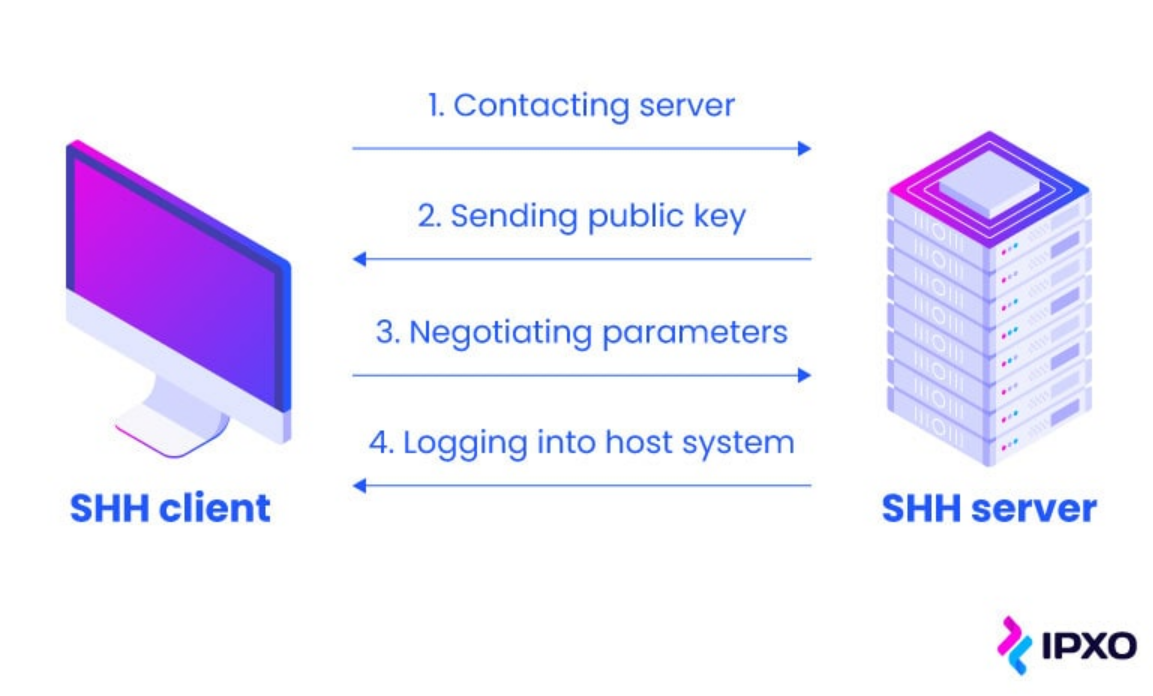 1. Contacting server
2. Sending public key
3. Negotiating parameters
4. Logging into host system
SHH client
SHH server
IPXO